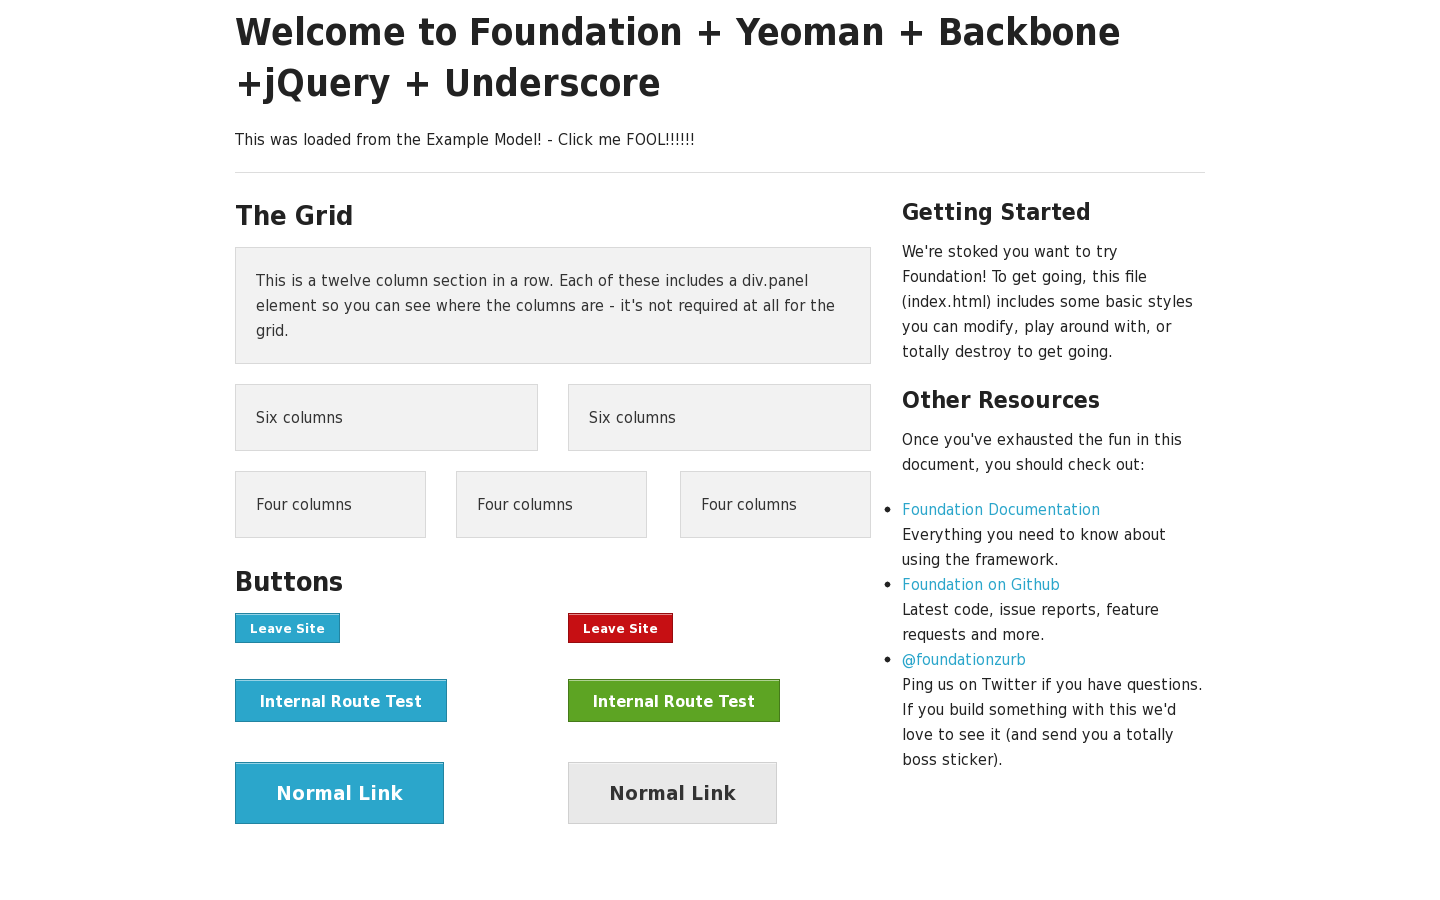 Welcome to Foundation + Yeoman + Backbone
+jQuery + Underscore
This was loaded from the Example Model! - Click me FOOL!!!!!!
The Grid
This is a twelve column section in a row. Each of these includes a div.panel
element so you can see where the columns are - it's not required at all for the
grid.
Six columns
Six columns
Four columns
Four columns
Four columns
Buttons
Leave Site
Leave Site
Internal Route Test
Internal Route Test
Normal Link
Normal Link
Getting Started
We're stoked you want to try
Foundation! To get going, this file
(index.html) includes some basic styles
you can modify, play around with, or
totally destroy to get going.
Other Resources
Once you've exhausted the fun in this
document, you should check out:
Foundation Documentation
Everything you need to know about
using the framework.
Foundation on Github
Latest code, issue reports, feature
requests and more.
@foundationzurb
Ping us on Twitter if you have questions.
If you build something with this we'd
love to see it (and send you a totally
boss sticker).